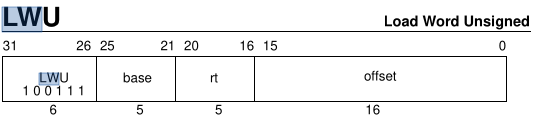 LWU
Load Word Unsigned
31 26 25 21 20 16 15 0
LWU base rt offset
1 0 0 1 1 1
6 5 5 16